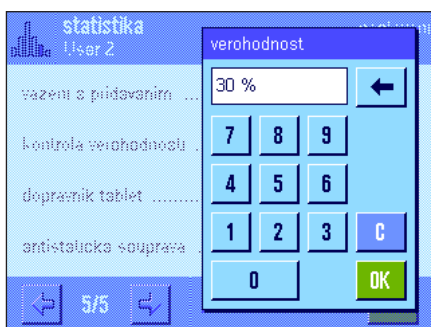 statistika
User 2
verohodnost
30 %
vazeni s pridavanim ...
7 8 9
kontrola verohodnosti .
4 5 6
dopravnik tablet .........
1 2 3 C
antistaticka souprava .
0 OK
5/5